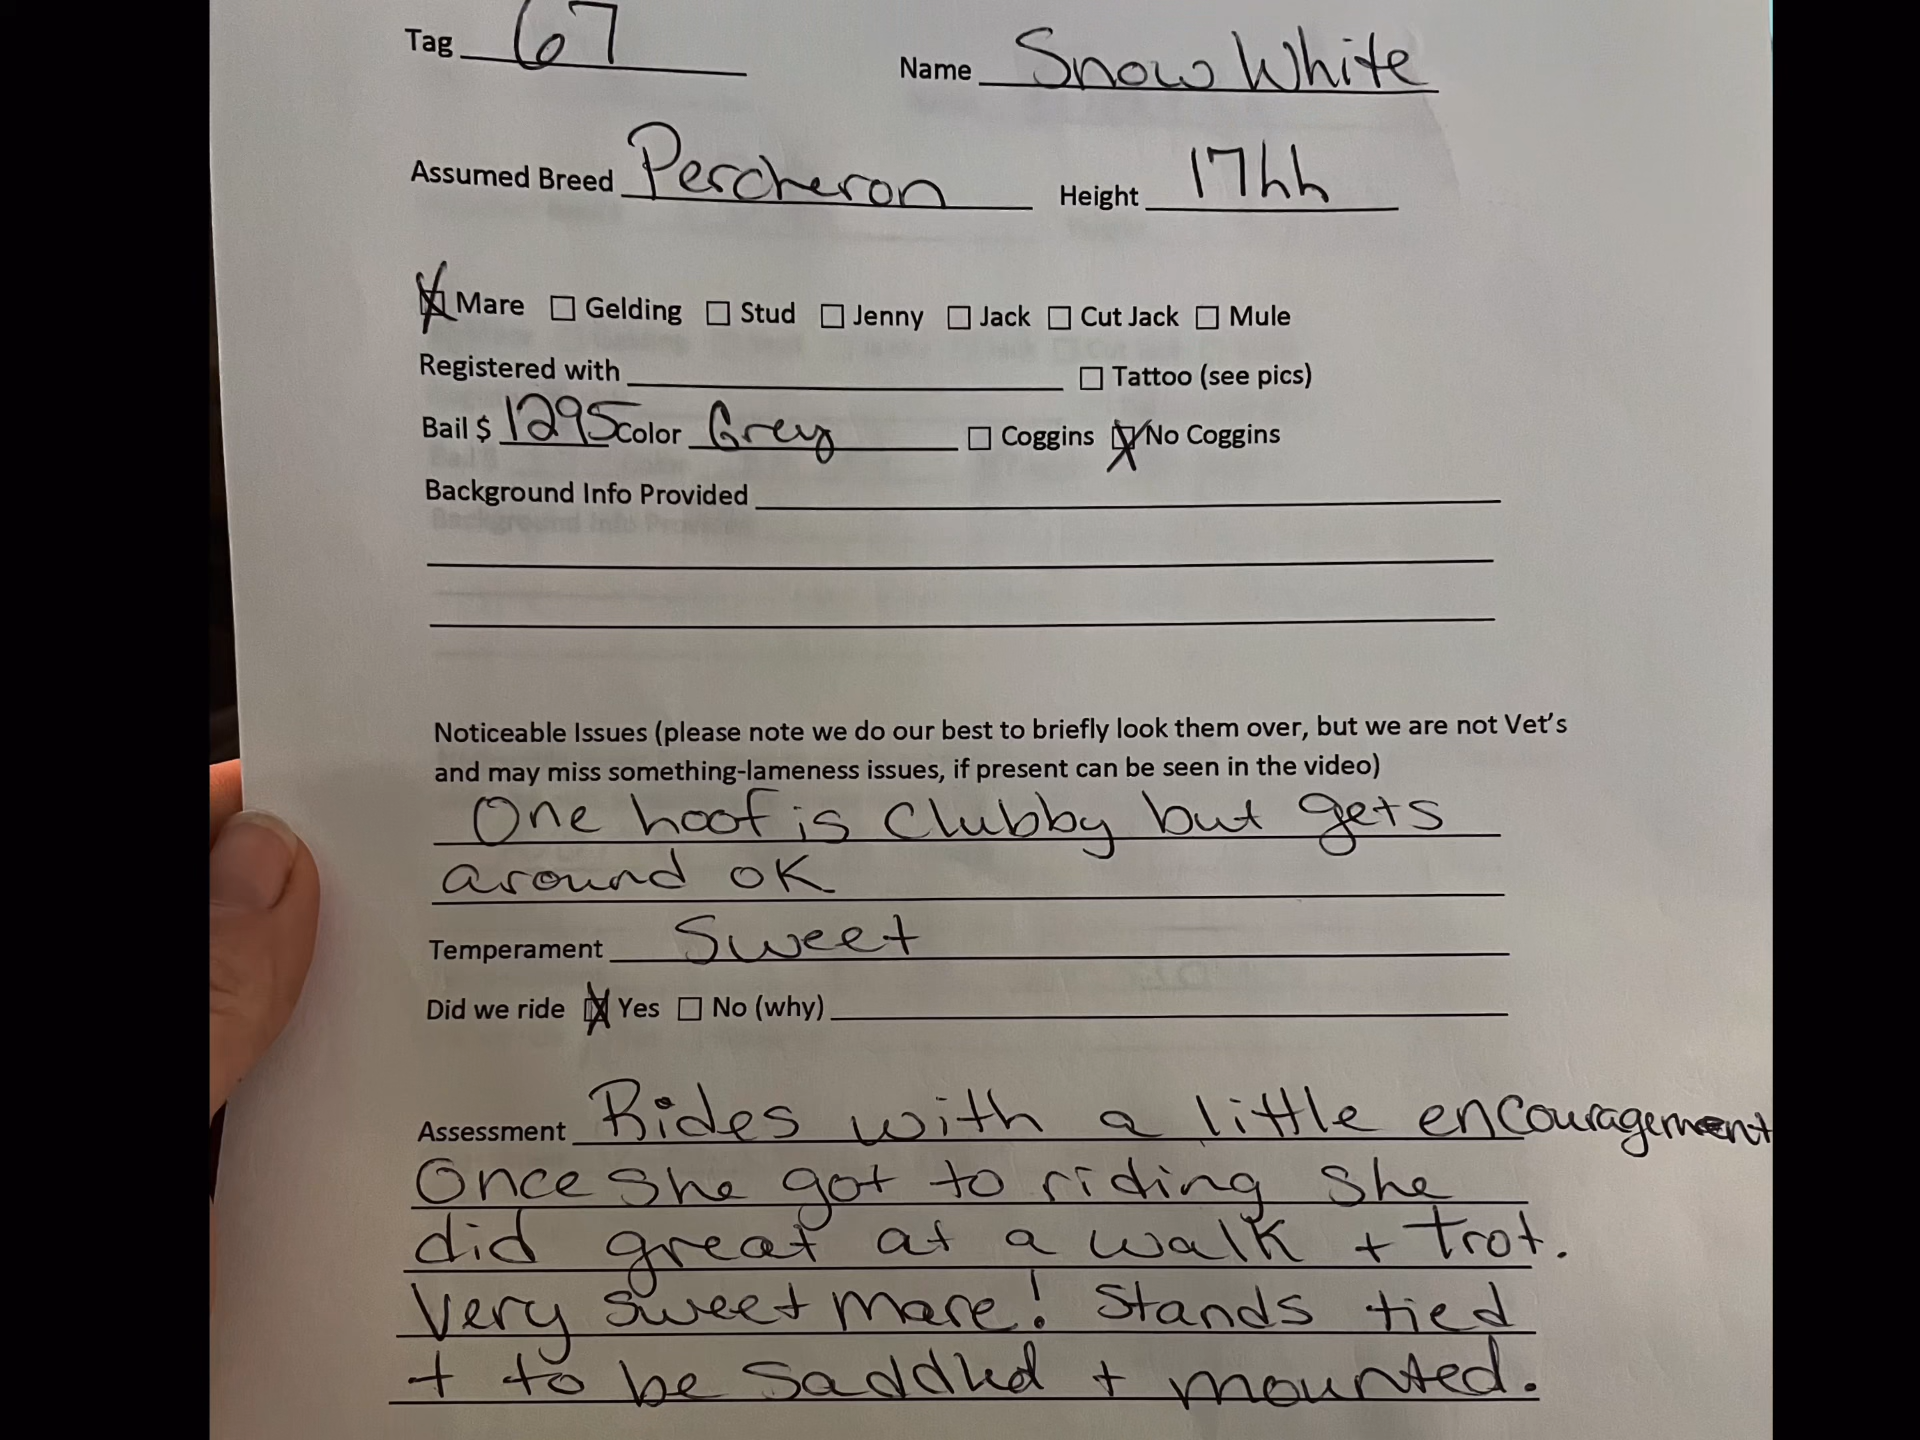 Tag 67 Name Snow White
Assumed Breed Percheron Height 17hh
☒ Mare ☐ Gelding ☐ Stud ☐ Jenny ☐ Jack ☐ Cut Jack ☐ Mule
Registered with ☐ Tattoo (see pics)
Bail $ 1295 Color Grey ☐ Coggins ☒ No Coggins
Background Info Provided
Noticeable Issues (please note we do our best to briefly look them over, but we are not Vet's
and may miss something-lameness issues, if present can be seen in the video)
One hoof is Clubby but gets
around ok
Temperament Sweet
Did we ride ☒ Yes ☐ No (why)
Assessment Rides with a little encouragement
Once she got to riding she
did great at a walk + Trot.
Very sweet mare! Stands tied
+ to be saddled + mounted.